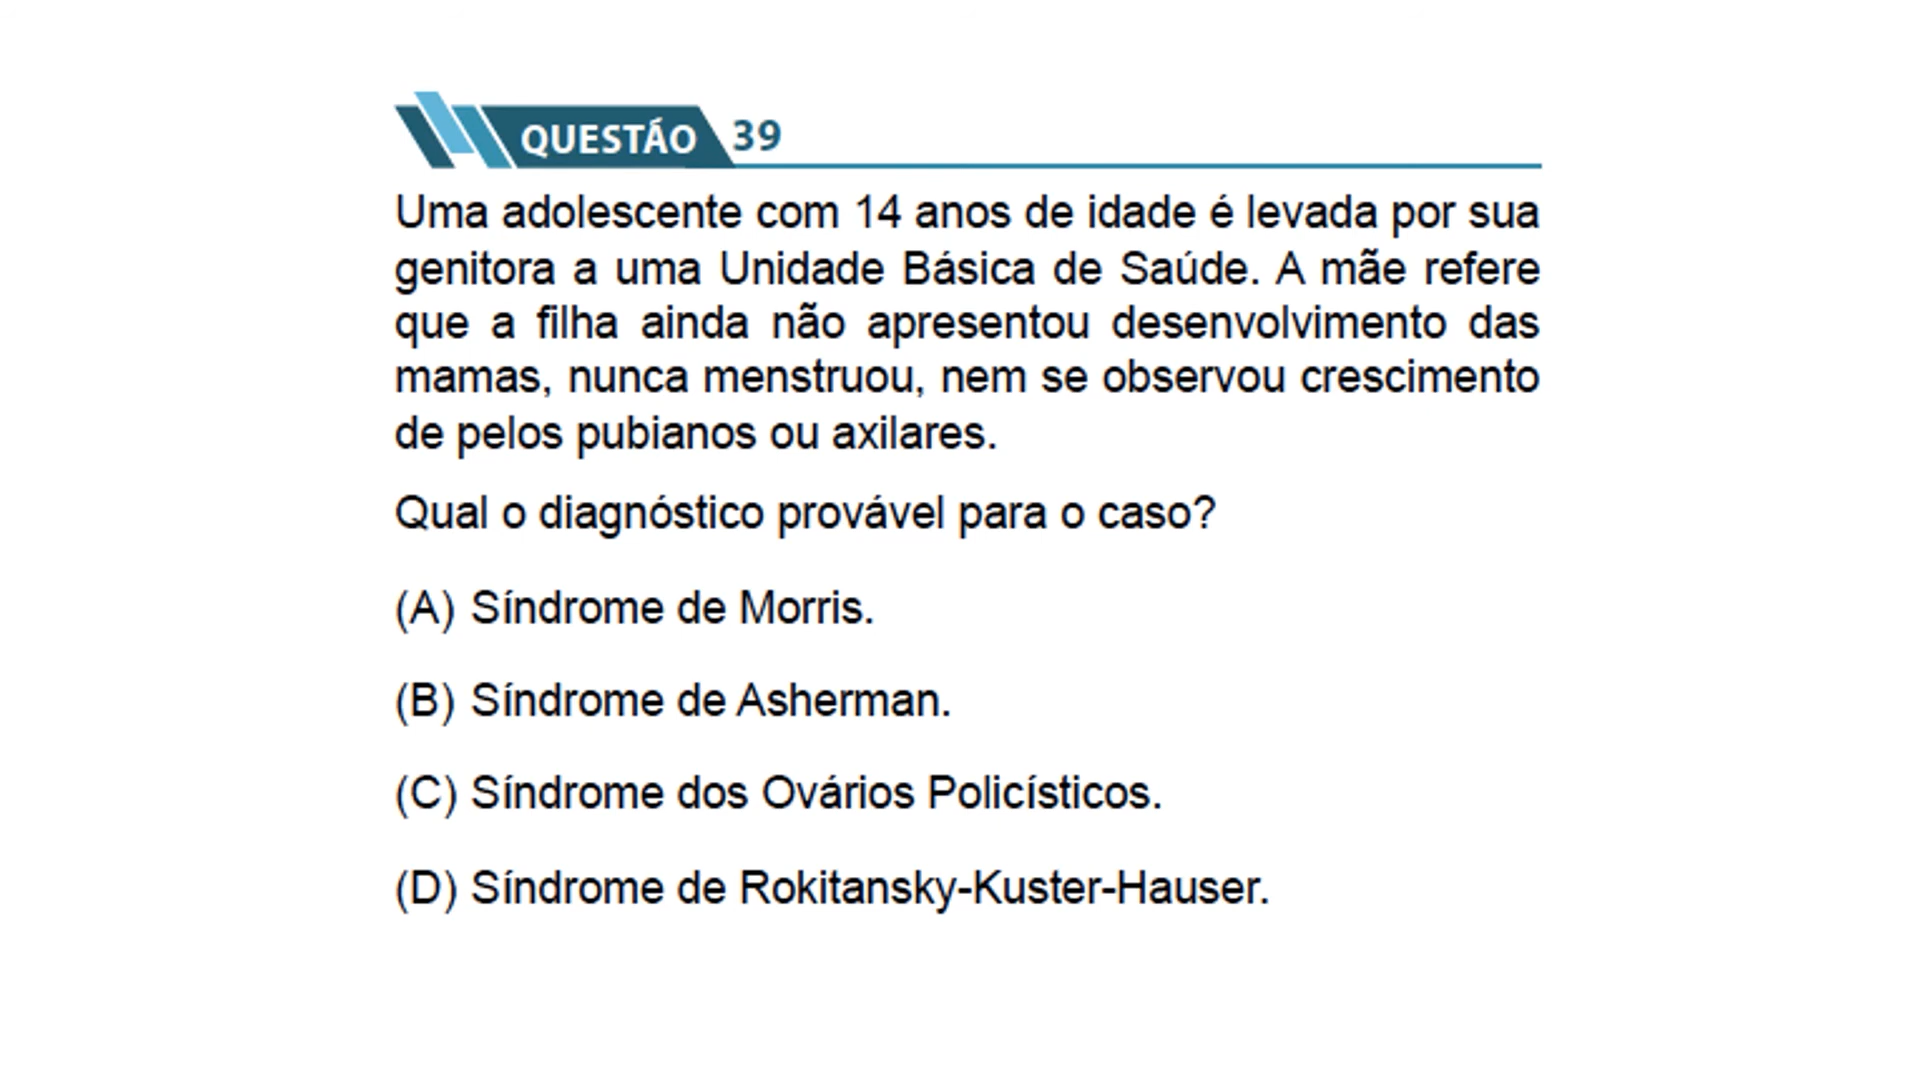 QUESTÁO 39
Uma adolescente com 14 anos de idade é levada por sua
genitora a uma Unidade Básica de Saúde. A mãe refere
que a filha ainda não apresentou desenvolvimento das
mamas, nunca menstruou, nem se observou crescimento
de pelos pubianos ou axilares.
Qual o diagnóstico provável para o caso?
(A) Síndrome de Morris.
(B) Síndrome de Asherman.
(C) Síndrome dos Ovários Policísticos.
(D) Síndrome de Rokitansky-Kuster-Hauser.